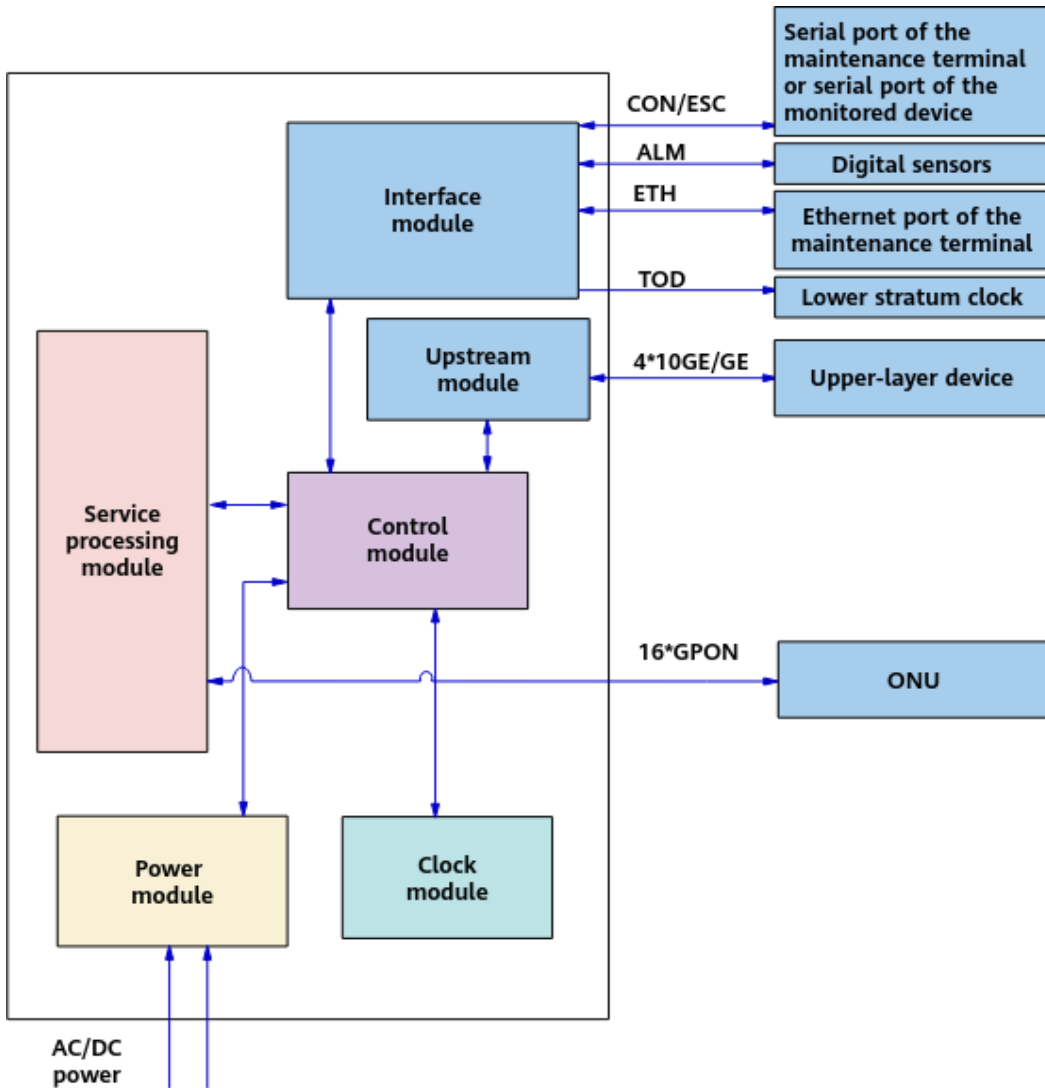 Serial port of the
maintenance terminal
or serial port of the
monitored device
CON/ESC
ALM
Digital sensors
Interface
module
ETH
Ethernet port of the
maintenance terminal
TOD
Lower stratum clock
Upstream
module
4*10GE/GE
Upper-layer device
Service
processing
module
Control
module
16*GPON
ONU
Power
module
Clock
module
AC/DC
power